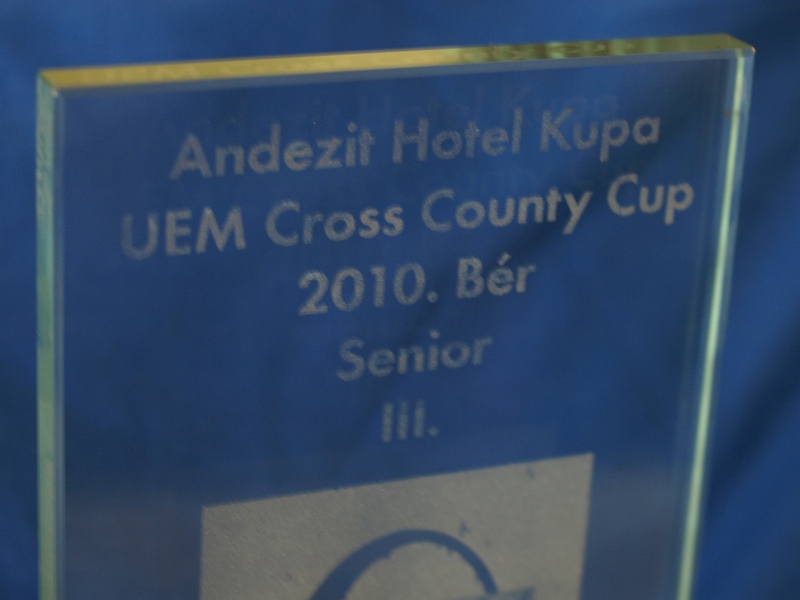 Andezit Hotel Kupa
UEM Cross County Cup
2010. Bér
Senior
III.